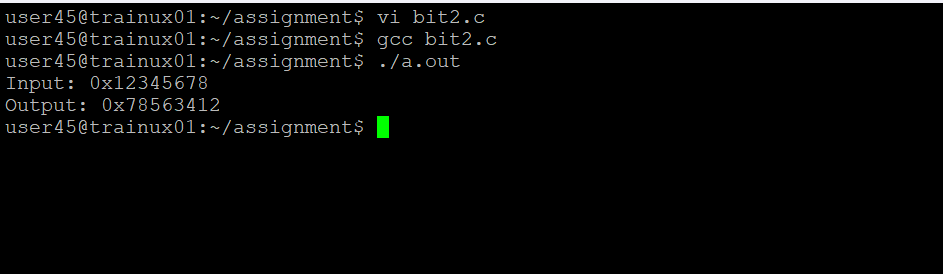 user45@trainux01:~/assignment$ vi bit2.c
user45@trainux01:~/assignment$ gcc bit2.c
user45@trainux01:~/assignment$ ./a.out
Input: 0x12345678
Output: 0x78563412
user45@trainux01:~/assignment$